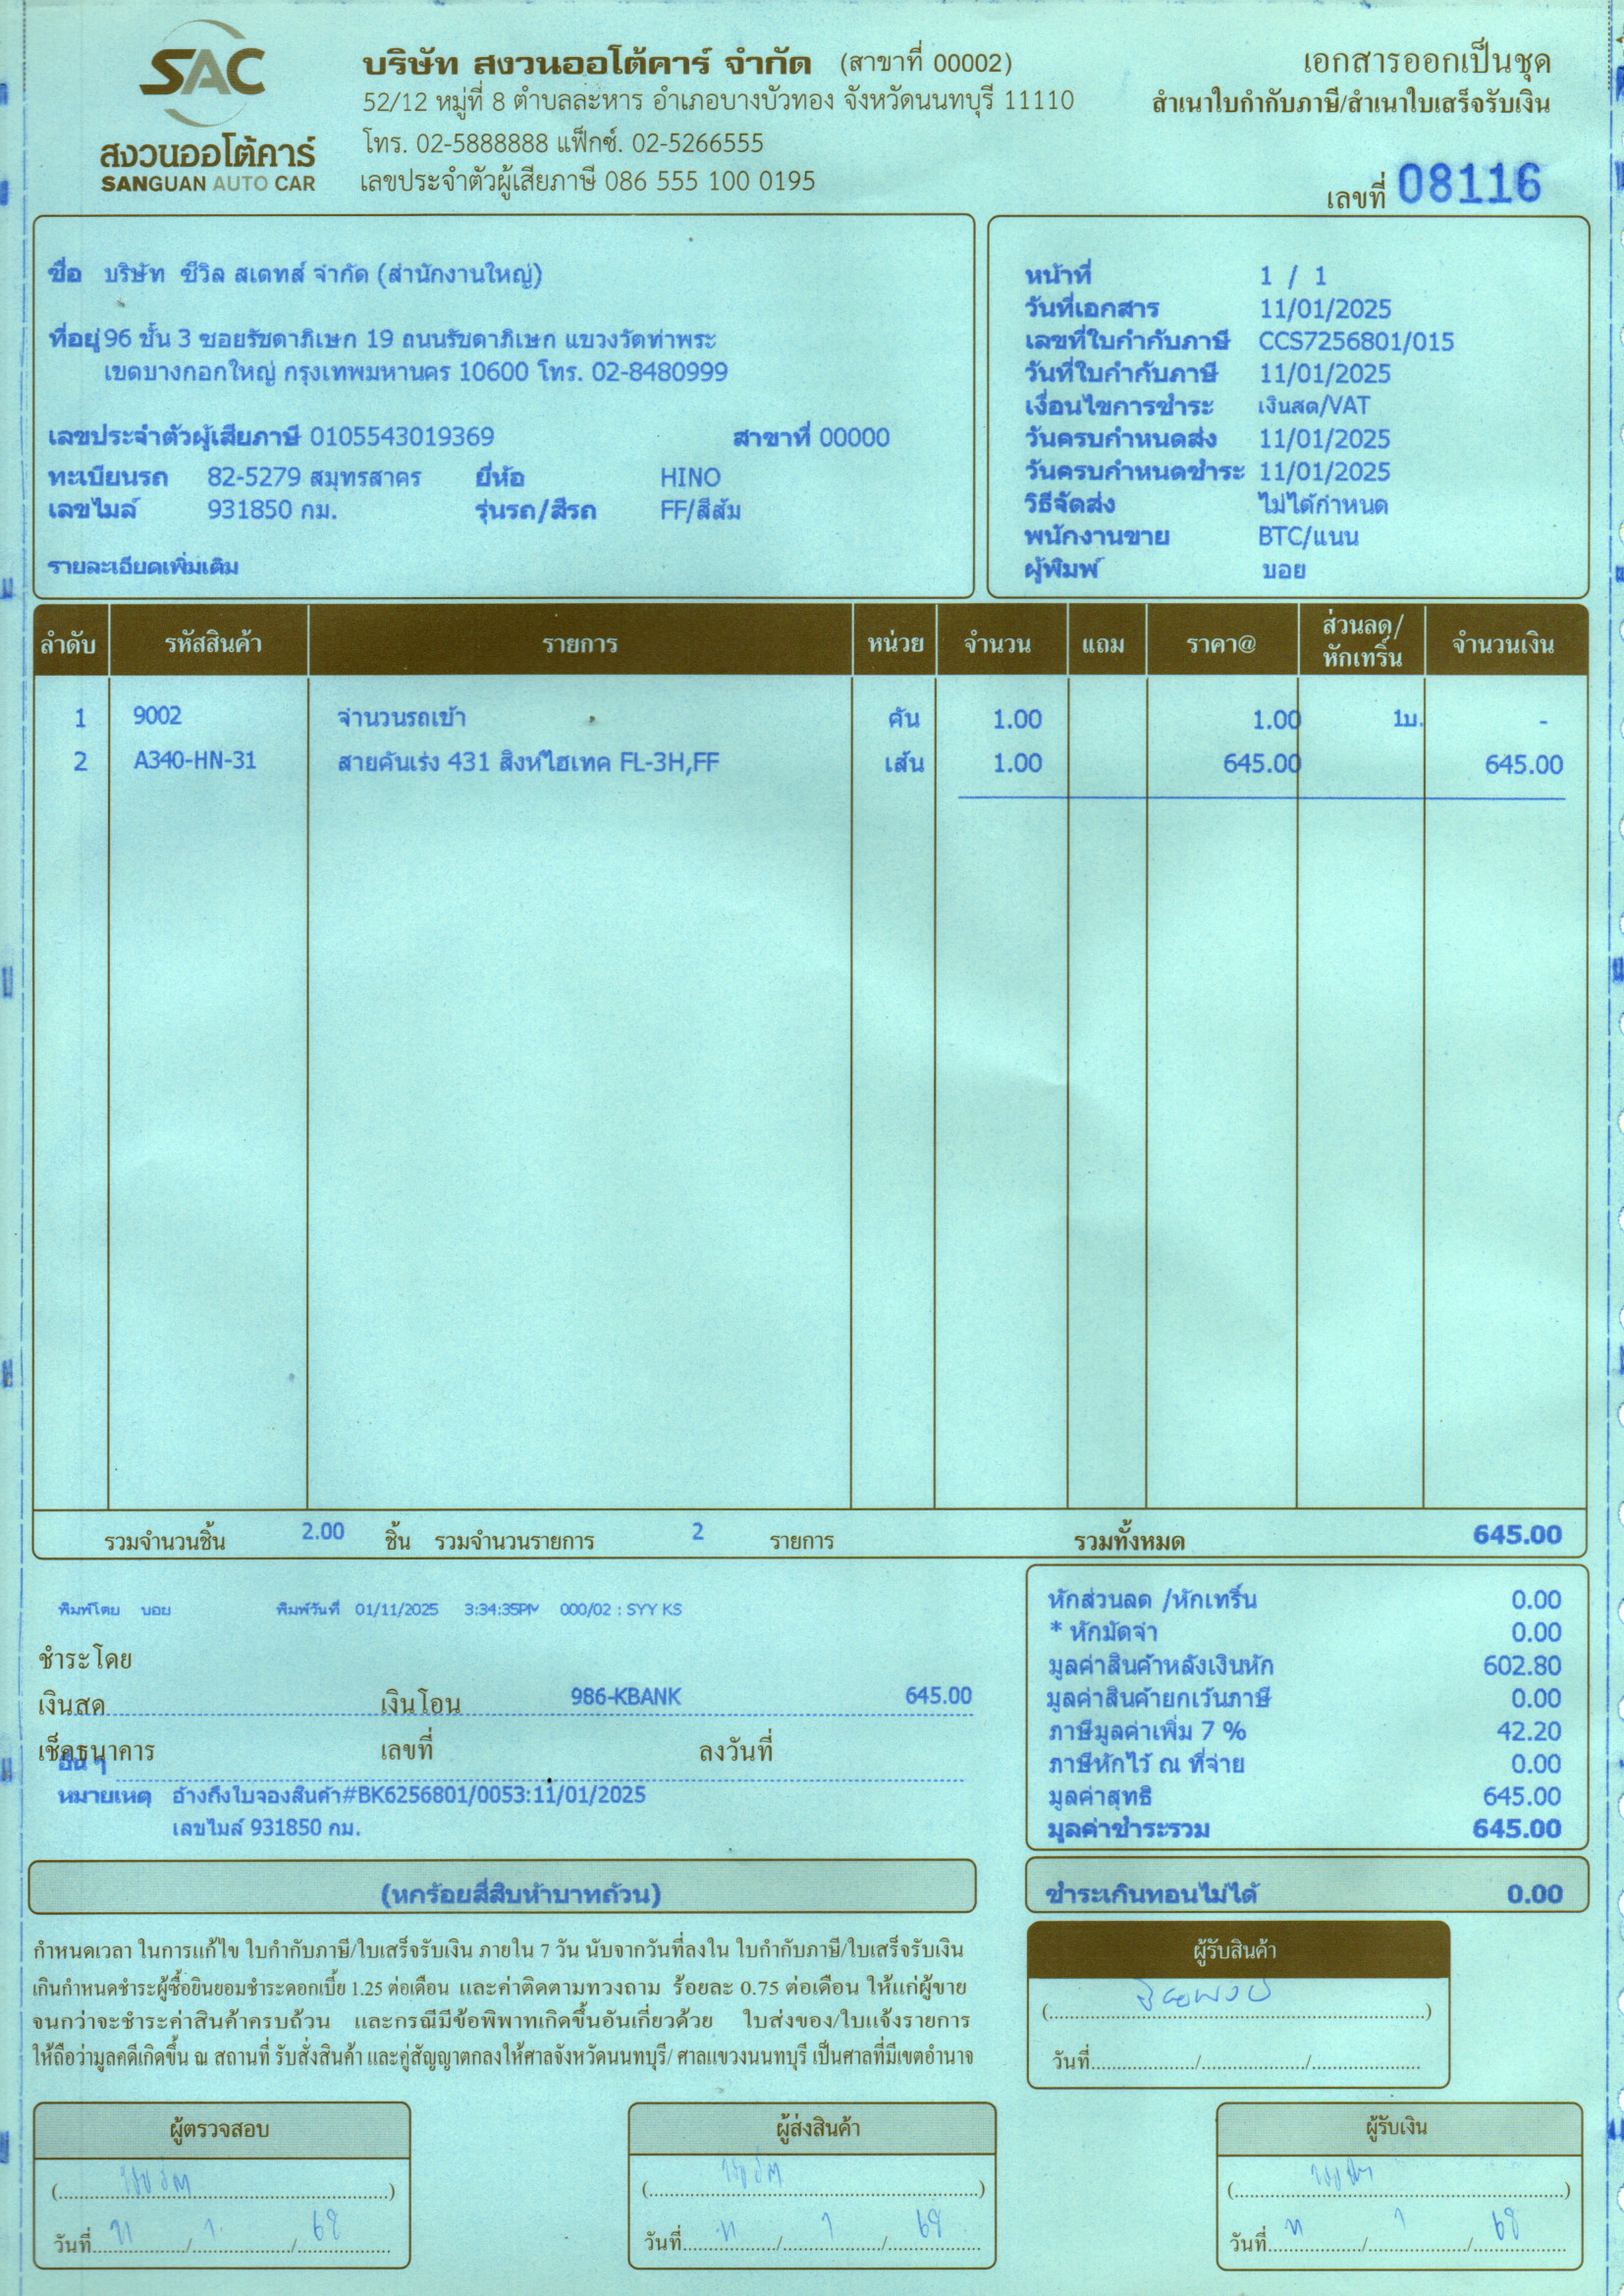 SAC
สงวนออโต้คาร์
SANGUAN AUTO CAR
บริษัท สงวนออโต้คาร์ จำกัด (สาขาที่ 00002)
52/12 หมู่ที่ 8 ตำบลละหาร อำเภอบางบัวทอง จังหวัดนนทบุรี 11110
โทร. 02-5888888 แฟ็กซ์. 02-5266555
เลขประจำตัวผู้เสียภาษี 086 555 100 0195
เอกสารออกเป็นชุด
สำเนาใบกำกับภาษี/สำเนาใบเสร็จรับเงิน
เลขที่ 08116
ชื่อ บริษัท ซีวิล สเตทส์ จำกัด (สำนักงานใหญ่)
ที่อยู่ 96 ชั้น 3 ซอยรัชดาภิเษก 19 ถนนรัชดาภิเษก แขวงวัดท่าพระ
เขตบางกอกใหญ่ กรุงเทพมหานคร 10600 โทร. 02-8480999
เลขประจำตัวผู้เสียภาษี 0105543019369 สาขาที่ 00000
ทะเบียนรถ 82-5279 สมุทรสาคร ยี่ห้อ HINO
เลขไมล์ 931850 กม. รุ่นรถ/สีรถ FF/สีส้ม
รายละเอียดเพิ่มเติม
หน้าที่ 1 / 1
วันที่เอกสาร 11/01/2025
เลขที่ใบกำกับภาษี CCS7256801/015
วันที่ใบกำกับภาษี 11/01/2025
เงื่อนไขการชำระ เงินสด/VAT
วันครบกำหนดส่ง 11/01/2025
วันครบกำหนดชำระ 11/01/2025
วิธีจัดส่ง ไม่ได้กำหนด
พนักงานขาย BTC/แนน
ผู้พิมพ์ บอย
ลำดับ รหัสสินค้า รายการ หน่วย จำนวน แถม ราคา@ ส่วนลด/หักเทริ์น จำนวนเงิน
1 9002 จำนวนรถเข้า คัน 1.00 1.00 1บ. -
2 A340-HN-31 สายคันเร่ง 431 สิงห์ไฮเทค FL-3H,FF เส้น 1.00 645.00 645.00
รวมจำนวนชิ้น 2.00 ชิ้น รวมจำนวนรายการ 2 รายการ รวมทั้งหมด 645.00
พิมพ์โดย บอย พิมพ์วันที่ 01/11/2025 3:34:35PM 000/02 : SYY KS
ชำระโดย
เงินสด เงินโอน 986-KBANK 645.00
เช็คธนาคาร เลขที่ ลงวันที่
อื่น ๆ
หมายเหตุ อ้างถึงใบจองสินค้า#BK6256801/0053:11/01/2025
เลขไมล์ 931850 กม.
หักส่วนลด /หักเทริ์น 0.00
* หักมัดจำ 0.00
มูลค่าสินค้าหลังเงินหัก 602.80
มูลค่าสินค้ายกเว้นภาษี 0.00
ภาษีมูลค่าเพิ่ม 7 % 42.20
ภาษีหักไว้ ณ ที่จ่าย 0.00
มูลค่าสุทธิ 645.00
มูลค่าชำระรวม 645.00
(หกร้อยสี่สิบห้าบาทถ้วน)
ชำระเกินทอนไม่ได้ 0.00
กำหนดเวลา ในการแก้ไข ใบกำกับภาษี/ใบเสร็จรับเงิน ภายใน 7 วัน นับจากวันที่ลงใน ใบกำกับภาษี/ใบเสร็จรับเงิน
เกินกำหนดชำระผู้ซื้อยินยอมชำระดอกเบี้ย 1.25 ต่อเดือน และค่าติดตามทวงถาม ร้อยละ 0.75 ต่อเดือน ให้แก่ผู้ขาย
จนกว่าจะชำระค่าสินค้าครบถ้วน และกรณีมีข้อพิพาทเกิดขึ้นอันเกี่ยวด้วย ใบส่งของ/ใบแจ้งรายการ
ให้ถือว่ามูลคดีเกิดขึ้น ณ สถานที่ รับสั่งสินค้า และคู่สัญญาตกลงให้ศาลจังหวัดนนทบุรี/ ศาลแขวงนนทบุรี เป็นศาลที่มีเขตอำนาจ
ผู้รับสินค้า
วันที่
ผู้ตรวจสอบ
วันที่ 11 / 1 / 68
ผู้ส่งสินค้า
วันที่ 11 / 1 / 68
ผู้รับเงิน
วันที่ 11 / 1 / 68